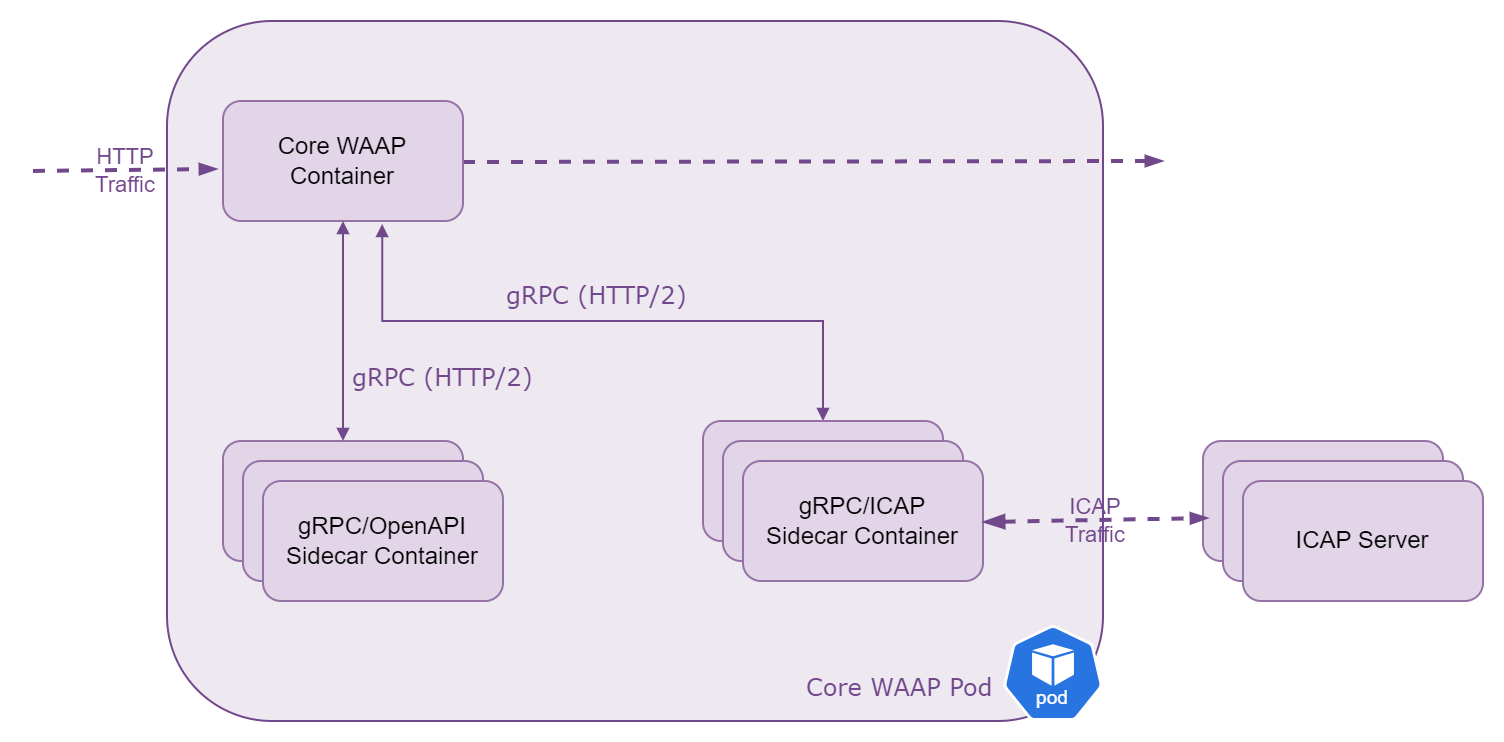 Core WAAP
Container
HTTP
Traffic
gRPC (HTTP/2)
gRPC (HTTP/2)
gRPC/OpenAPI
Sidecar Container
gRPC/ICAP
Sidecar Container
ICAP
Traffic
ICAP Server
Core WAAP Pod
pod